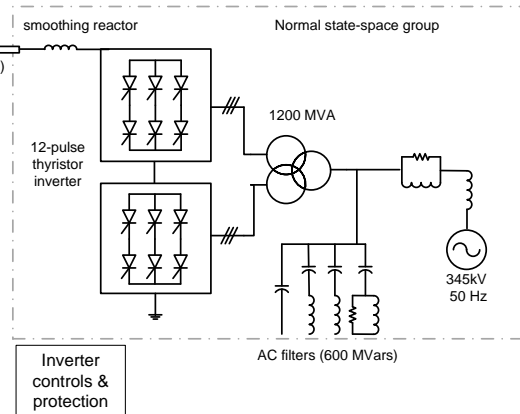 smoothing reactor
Normal state-space group
)
1200 MVA
12-pulse
thyristor
inverter
345kV
50 Hz
AC filters (600 MVars)
Inverter
controls &
protection